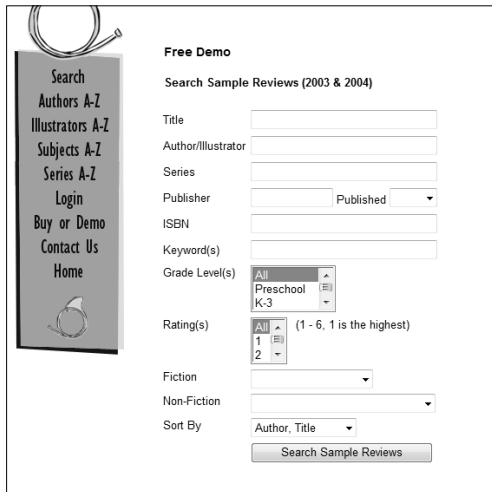 Search
Authors A-Z
Illustrators A-Z
Subjects A-Z
Series A-Z
Login
Buy or Demo
Contact Us
Home
Free Demo
Search Sample Reviews (2003 & 2004)
Title
Author/Illustrator
Series
Publisher Published
ISBN
Keyword(s)
Grade Level(s) All
Preschool
K-3
Rating(s) All (1 - 6, 1 is the highest)
1
2
Fiction
Non-Fiction
Sort By Author, Title
Search Sample Reviews